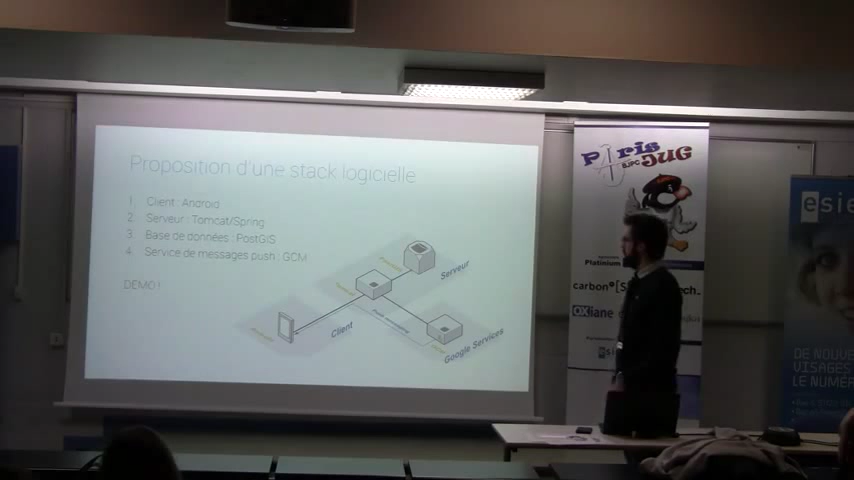 Proposition d'une stack logicielle
1. Client : Android
2. Serveur : Tomcat/Spring
3. Base de données : PostGIS
4. Service de messages push : GCM
DEMO !
Serveur
Client
Google Services
Paris
JUG
Platinium
carbon
oxiane
esie
DE NOUVE
VISAGES
LE NUMÉR